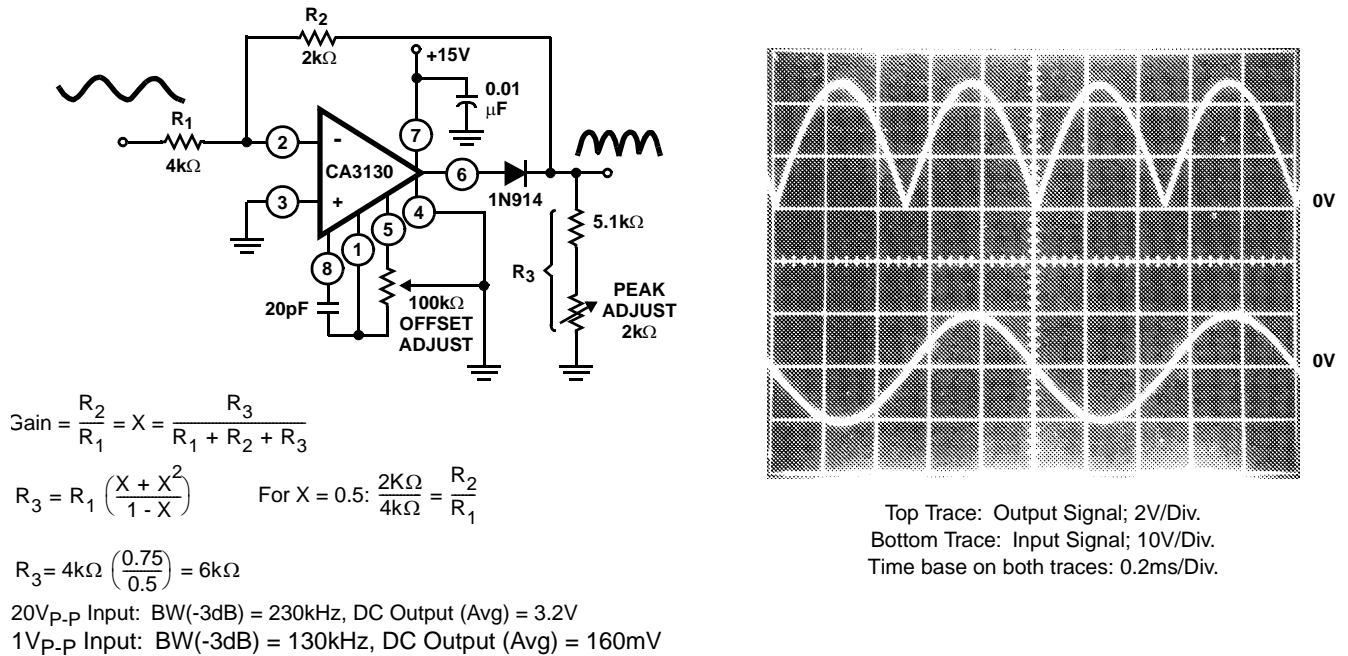 R2
2kΩ
+15V
0.01
µF
R1
4kΩ
2
-
7
CA3130
6
1N914
3
+
4
5
1
8
5.1kΩ
R3
20pF
100kΩ
OFFSET
ADJUST
PEAK
ADJUST
2kΩ
0V
0V
Gain = R2/R1 = X = R3/(R1 + R2 + R3)
R3 = R1 ((X + X²)/(1 - X)) For X = 0.5: 2KΩ/4kΩ = R2/R1
R3= 4kΩ (0.75/0.5) = 6kΩ
20VP-P Input: BW(-3dB) = 230kHz, DC Output (Avg) = 3.2V
1VP-P Input: BW(-3dB) = 130kHz, DC Output (Avg) = 160mV
Top Trace: Output Signal; 2V/Div.
Bottom Trace: Input Signal; 10V/Div.
Time base on both traces: 0.2ms/Div.